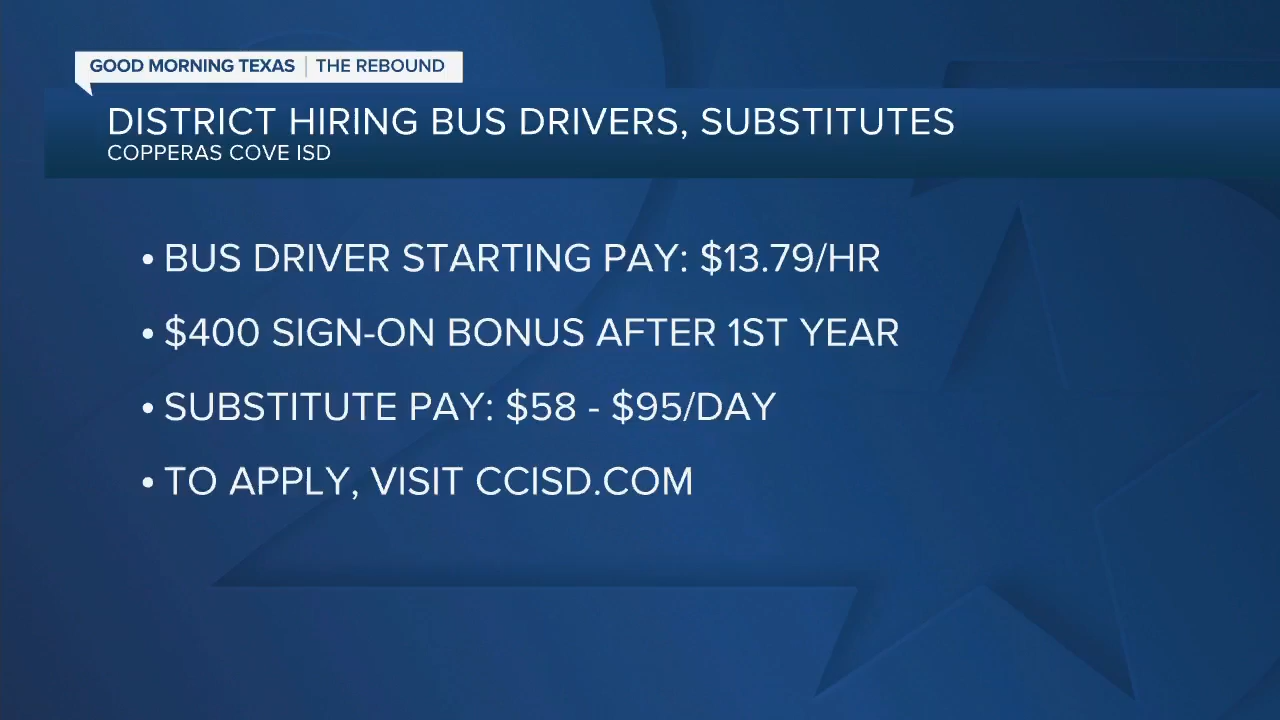 GOOD MORNING TEXAS | THE REBOUND
DISTRICT HIRING BUS DRIVERS, SUBSTITUTES
COPPERAS COVE ISD
• BUS DRIVER STARTING PAY: $13.79/HR
• $400 SIGN-ON BONUS AFTER 1ST YEAR
• SUBSTITUTE PAY: $58 - $95/DAY
• TO APPLY, VISIT CCISD.COM